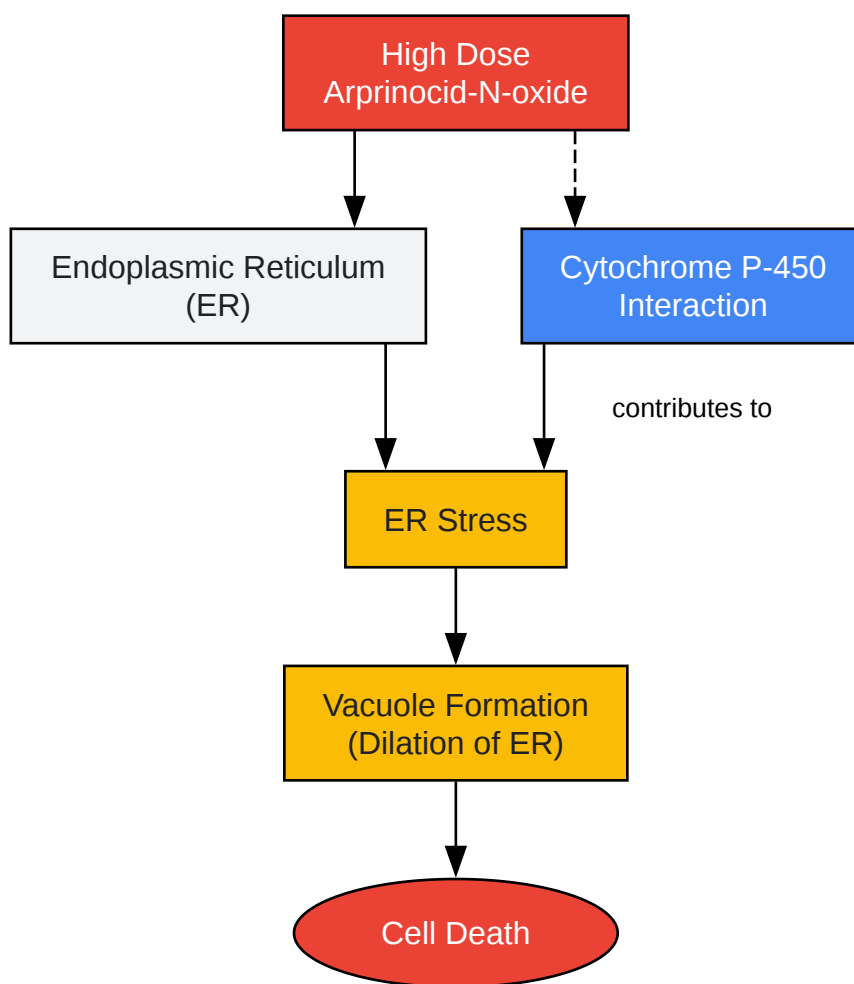 High Dose
Arprinocid-N-oxide
Endoplasmic Reticulum
(ER)
Cytochrome P-450
Interaction
contributes to
ER Stress
Vacuole Formation
(Dilation of ER)
Cell Death